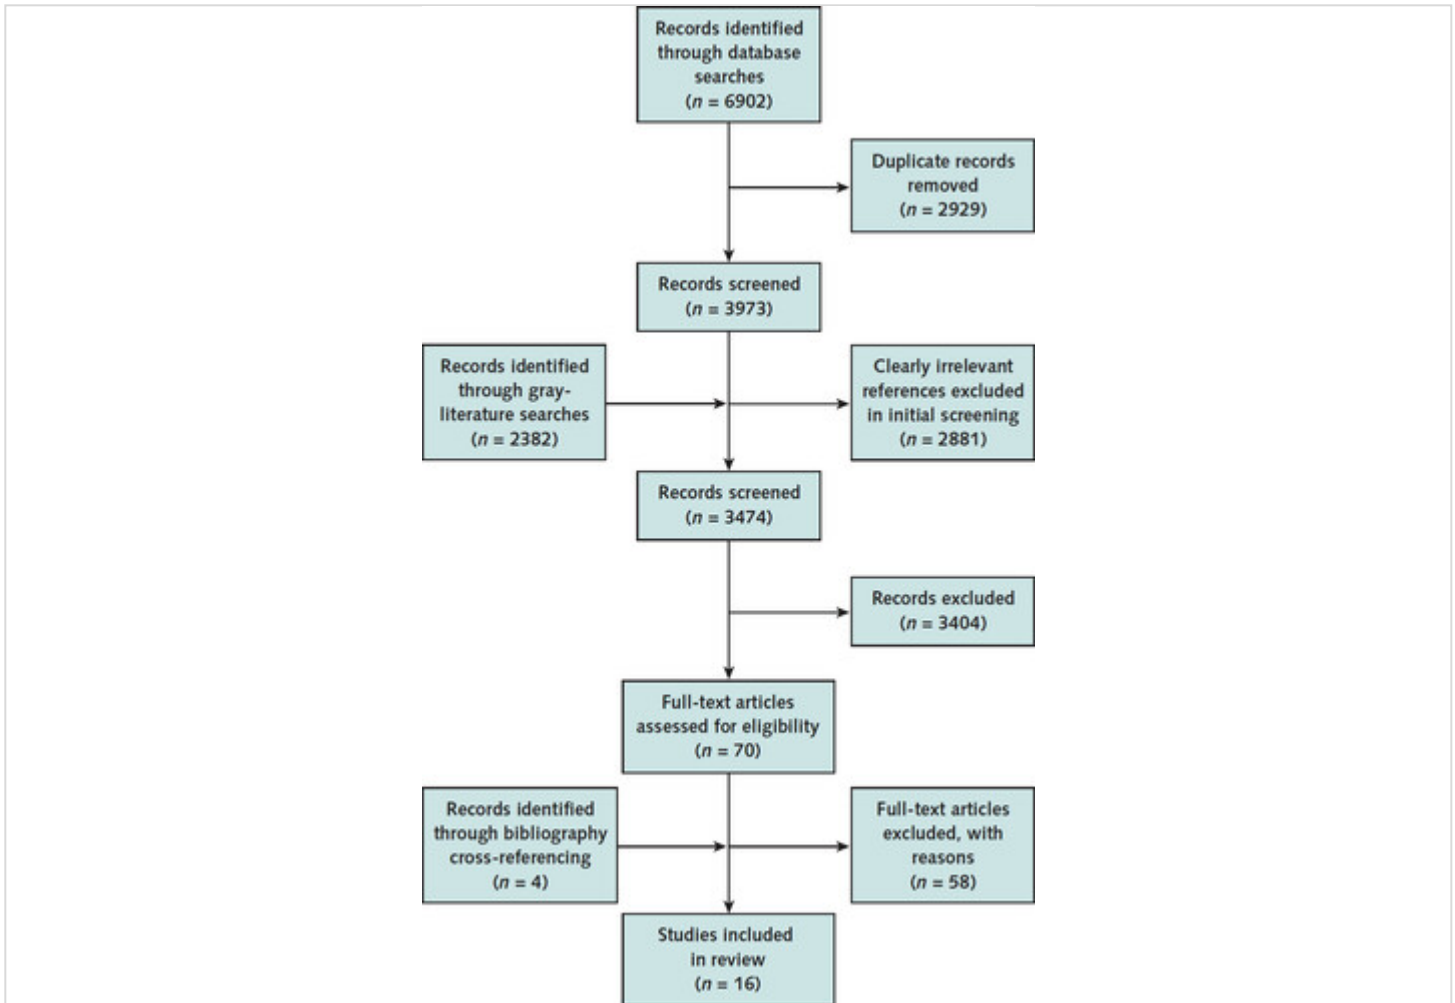 Records identified
through database
searches
(n = 6902)
Duplicate records
removed
(n = 2929)
Records screened
(n = 3973)
Records identified
through gray-
literature searches
(n = 2382)
Clearly irrelevant
references excluded
in initial screening
(n = 2881)
Records screened
(n = 3474)
Records excluded
(n = 3404)
Full-text articles
assessed for eligibility
(n = 70)
Records identified
through bibliography
cross-referencing
(n = 4)
Full-text articles
excluded, with
reasons
(n = 58)
Studies included
in review
(n = 16)